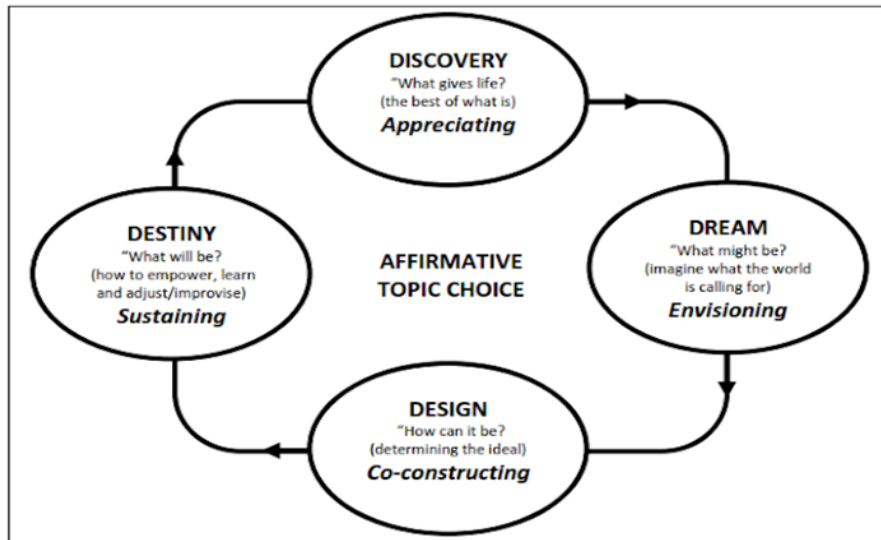 DISCOVERY
"What gives life?
(the best of what is)
Appreciating
DREAM
"What might be?
(imagine what the world
is calling for)
Envisioning
AFFIRMATIVE
TOPIC CHOICE
DESTINY
"What will be?
(how to empower, learn
and adjust/improvise)
Sustaining
DESIGN
"How can it be?
(determining the ideal)
Co-constructing